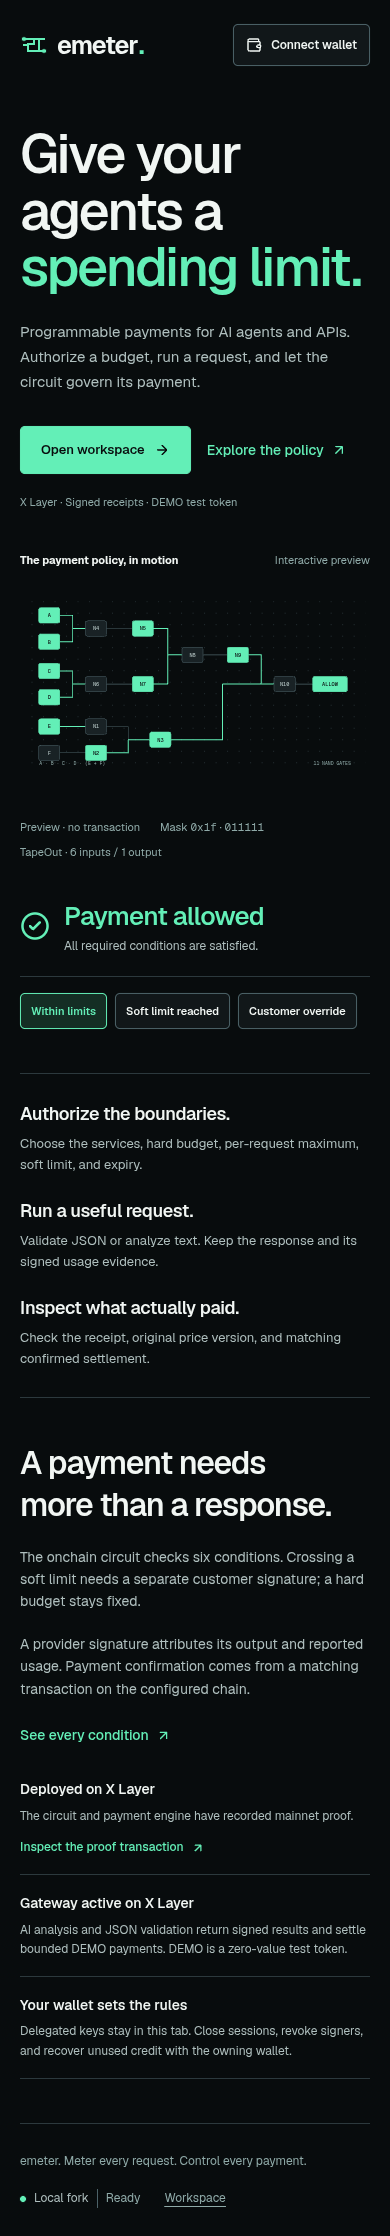 emeter.
Connect wallet
Give your
agents a
spending limit.
Programmable payments for AI agents and APIs.
Authorize a budget, run a request, and let the
circuit govern its payment.
Open workspace
Explore the policy
X Layer · Signed receipts · DEMO test token
The payment policy, in motion
Interactive preview
A
N4
N5
B
N8
N9
C
D
N6
N7
N10
ALLOW
E
N1
N3
F
N2
A · B · C · D · (E + F)
11 NAND GATES
Preview · no transaction
Mask 0x1f · 011111
TapeOut · 6 inputs / 1 output
Payment allowed
All required conditions are satisfied.
Within limits
Soft limit reached
Customer override
Authorize the boundaries.
Choose the services, hard budget, per-request maximum,
soft limit, and expiry.
Run a useful request.
Validate JSON or analyze text. Keep the response and its
signed usage evidence.
Inspect what actually paid.
Check the receipt, original price version, and matching
confirmed settlement.
A payment needs
more than a response.
The onchain circuit checks six conditions. Crossing a
soft limit needs a separate customer signature; a hard
budget stays fixed.
A provider signature attributes its output and reported
usage. Payment confirmation comes from a matching
transaction on the configured chain.
See every condition
Deployed on X Layer
The circuit and payment engine have recorded mainnet proof.
Inspect the proof transaction
Gateway active on X Layer
AI analysis and JSON validation return signed results and settle
bounded DEMO payments. DEMO is a zero-value test token.
Your wallet sets the rules
Delegated keys stay in this tab. Close sessions, revoke signers,
and recover unused credit with the owning wallet.
emeter. Meter every request. Control every payment.
Local fork
Ready
Workspace